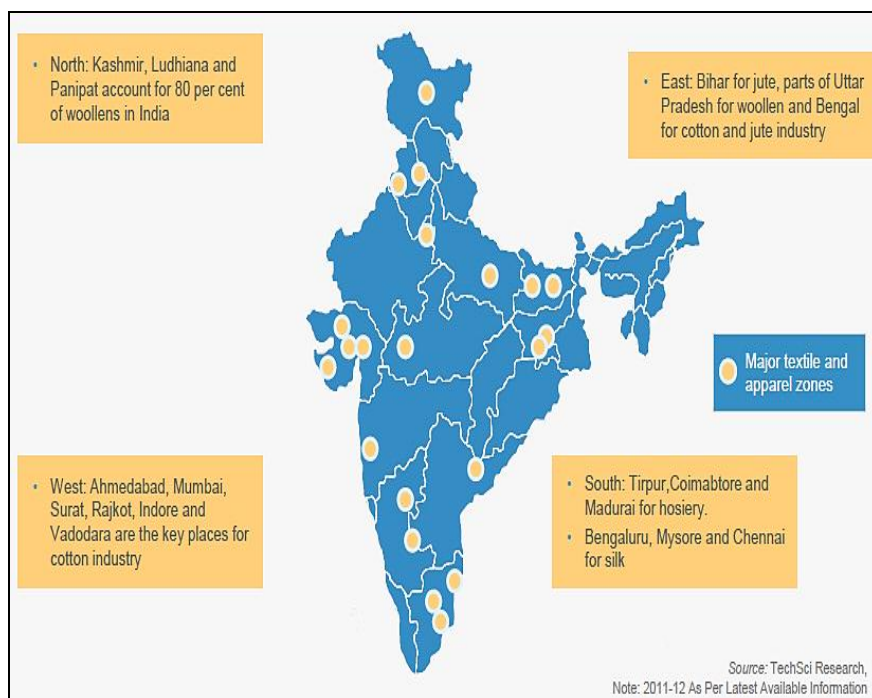 • North: Kashmir, Ludhiana and
Panipat account for 80 per cent
of woollens in India
• East: Bihar for jute, parts of Uttar
Pradesh for woollen and Bengal
for cotton and jute industry
Major textile and
apparel zones
• West: Ahmedabad, Mumbai,
Surat, Rajkot, Indore and
Vadodara are the key places for
cotton industry
• South: Tirpur,Coimabtore and
Madurai for hosiery.
• Bengaluru, Mysore and Chennai
for silk
Source: TechSci Research,
Note: 2011-12 As Per Latest Available Information